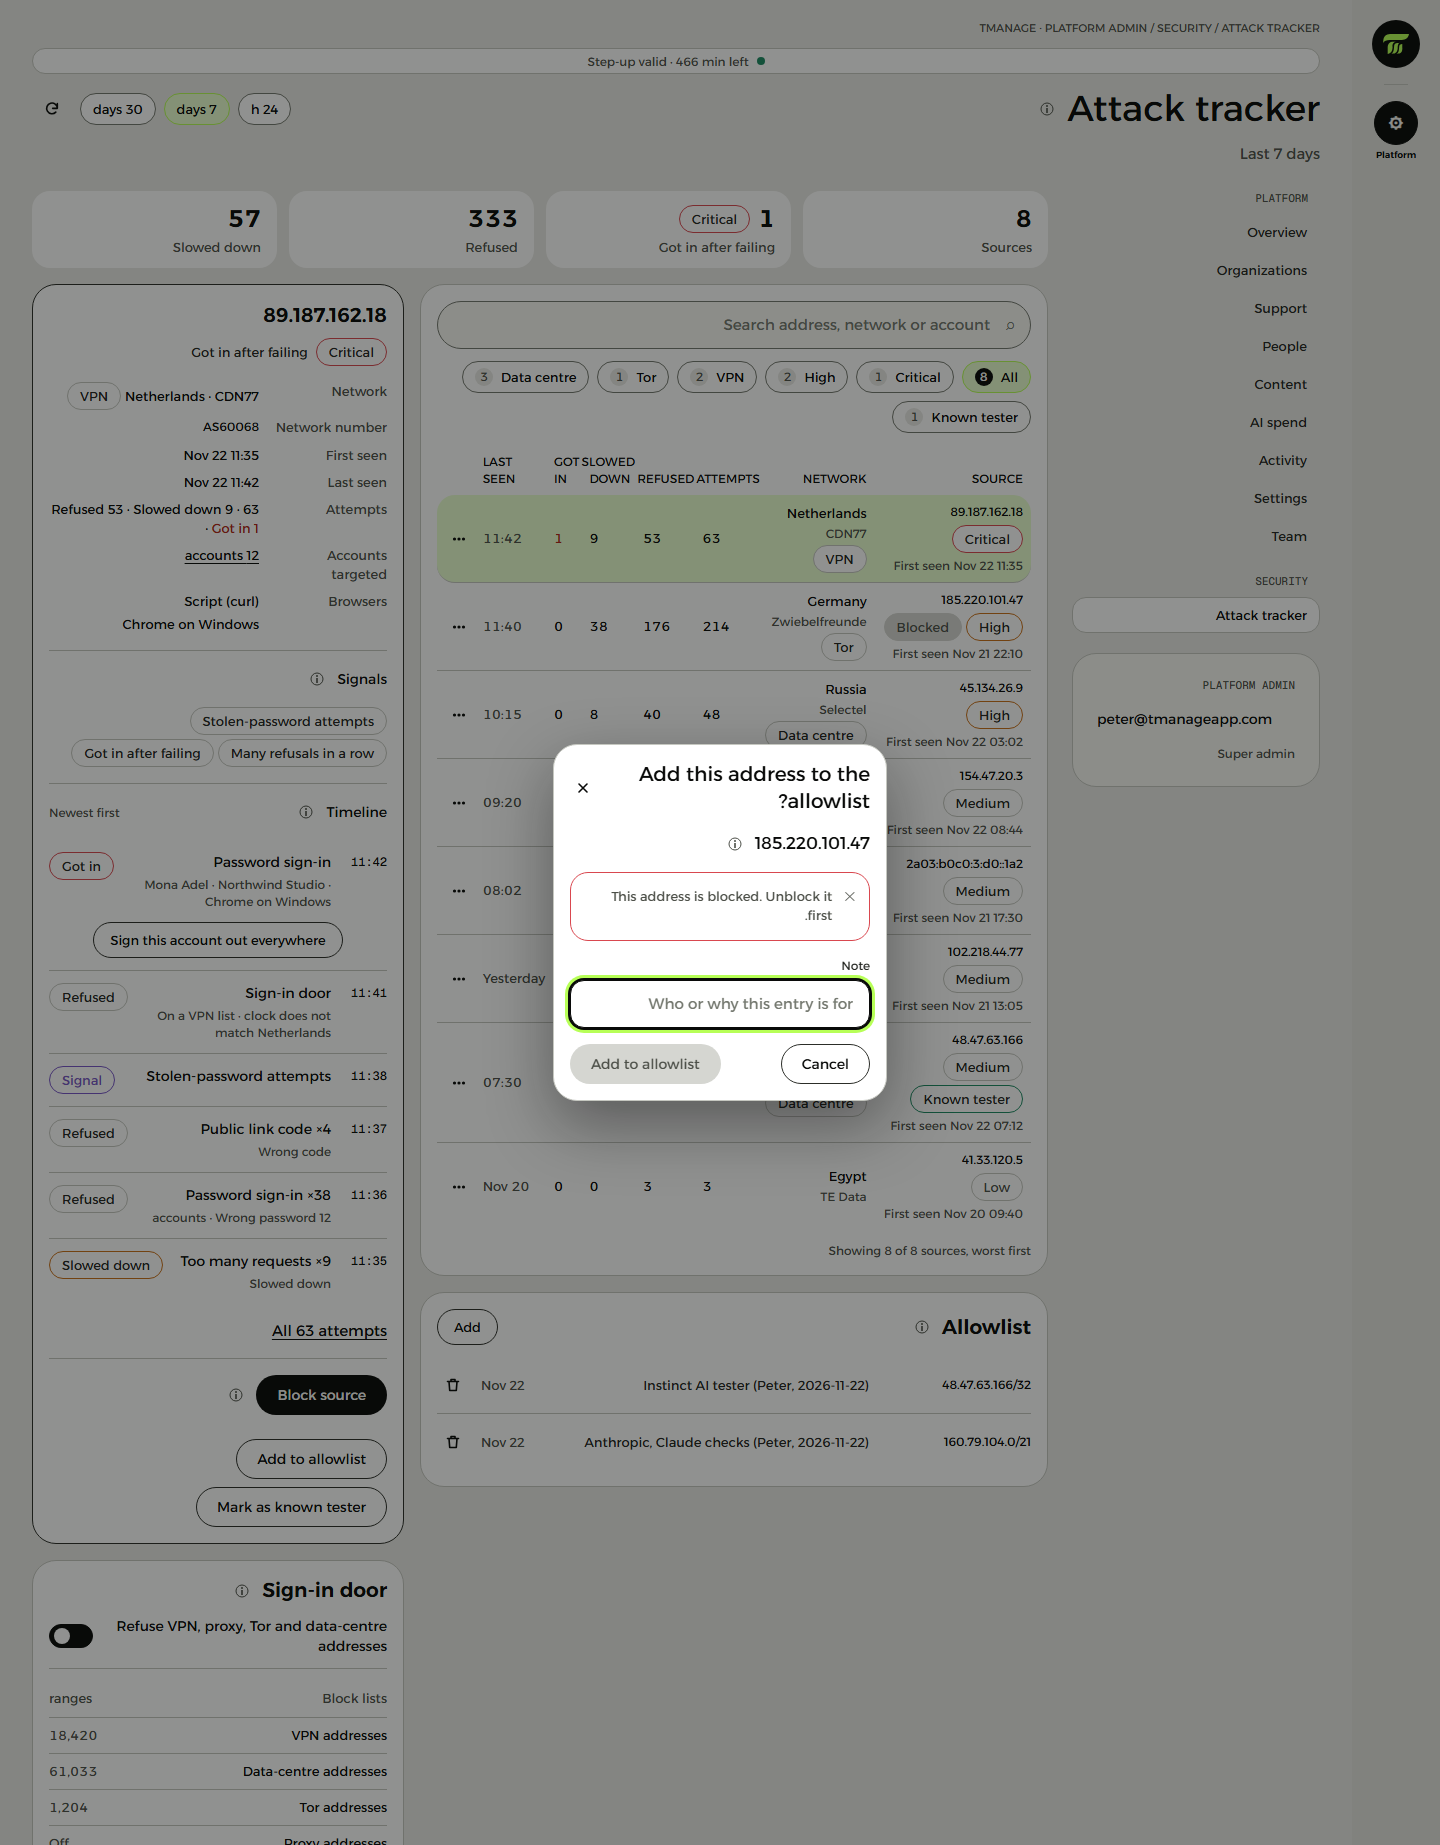 TMANAGE · PLATFORM ADMIN / SECURITY / ATTACK TRACKER
Step-up valid · 466 min left
Attack tracker
h 24
days 7
days 30
Last 7 days
Platform
8
Sources
1
Critical
Got in after failing
333
Refused
57
Slowed down
PLATFORM
Overview
Organizations
Support
People
Content
AI spend
Activity
Settings
Team
SECURITY
Attack tracker
PLATFORM ADMIN
peter@tmanageapp.com
Super admin
Search address, network or account
All 8
Critical 1
High 2
VPN 2
Tor 1
Data centre 3
Known tester 1
SOURCE
NETWORK
ATTEMPTS
REFUSED
SLOWED DOWN
GOT IN
LAST SEEN
89.187.162.18
Critical
First seen Nov 22 11:35
Netherlands
CDN77
VPN
63
53
9
1
11:42
185.220.101.47
High
Blocked
First seen Nov 21 22:10
Germany
Zwiebelfreunde
Tor
214
176
38
0
11:40
45.134.26.9
High
First seen Nov 22 03:02
Russia
Selectel
Data centre
48
40
8
0
10:15
154.47.20.3
Medium
First seen Nov 22 08:44
09:20
2a03:b0c0:3:d0::1a2
Medium
First seen Nov 21 17:30
08:02
102.218.44.77
Medium
First seen Nov 21 13:05
Yesterday
48.47.63.166
Medium
Known tester
First seen Nov 22 07:12
Data centre
07:30
41.33.120.5
Low
First seen Nov 20 09:40
Egypt
TE Data
3
3
0
0
Nov 20
Showing 8 of 8 sources, worst first
Add this address to the
?allowlist
185.220.101.47
This address is blocked. Unblock it
.first
Note
Who or why this entry is for
Cancel
Add to allowlist
Allowlist
Add
48.47.63.166/32
Instinct AI tester (Peter, 2026-11-22)
Nov 22
160.79.104.0/21
Anthropic, Claude checks (Peter, 2026-11-22)
Nov 22
89.187.162.18
Critical
Got in after failing
Network
Netherlands · CDN77
VPN
Network number
AS60068
First seen
Nov 22 11:35
Last seen
Nov 22 11:42
Attempts
Refused 53 · Slowed down 9 · 63
· Got in 1
Accounts
targeted
accounts 12
Browsers
Script (curl)
Chrome on Windows
Signals
Stolen-password attempts
Many refusals in a row
Got in after failing
Timeline
Newest first
11:42
Password sign-in
Mona Adel · Northwind Studio ·
Chrome on Windows
Got in
Sign this account out everywhere
11:41
Sign-in door
On a VPN list · clock does not
match Netherlands
Refused
11:38
Stolen-password attempts
Signal
11:37
Public link code ×4
Wrong code
Refused
11:36
Password sign-in ×38
accounts · Wrong password 12
Refused
11:35
Too many requests ×9
Slowed down
Slowed down
All 63 attempts
Block source
Add to allowlist
Mark as known tester
Sign-in door
Refuse VPN, proxy, Tor and data-centre
addresses
Block lists
ranges
VPN addresses
18,420
Data-centre addresses
61,033
Tor addresses
1,204
Proxy addresses
Off